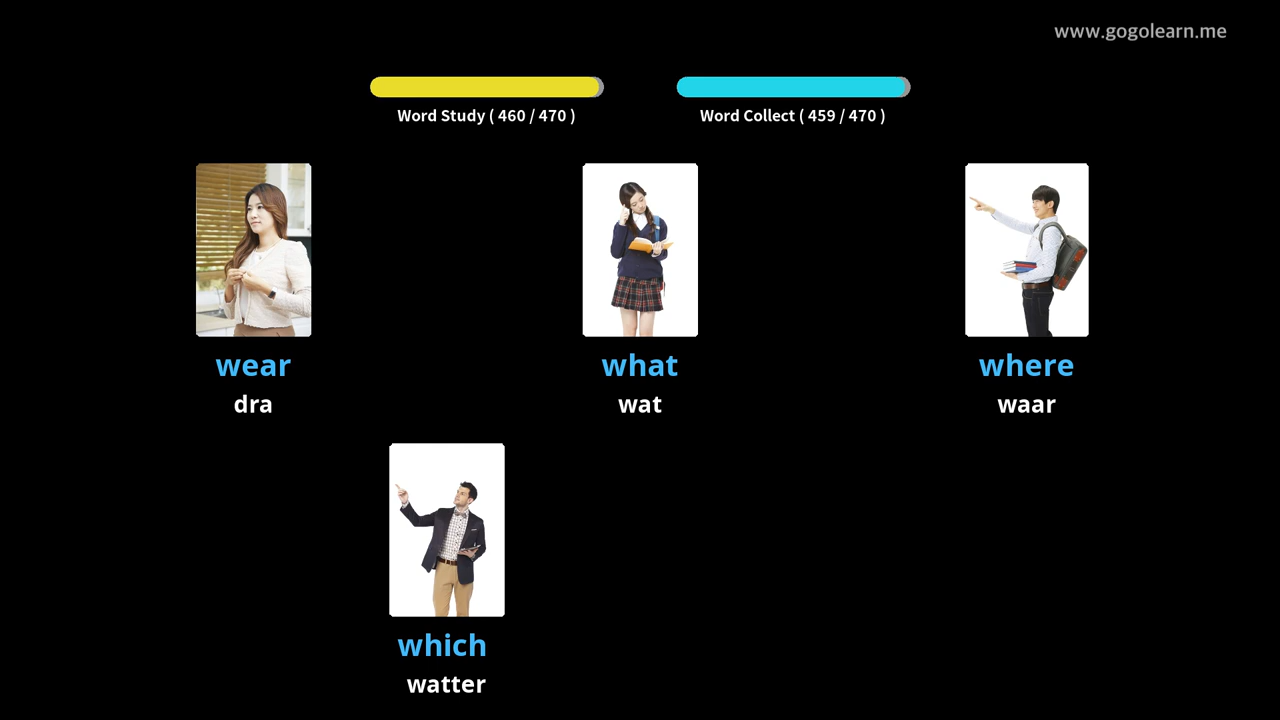 www.gogolearn.me
Word Study ( 460 / 470 )
Word Collect ( 459 / 470 )
wear
dra
what
wat
where
waar
which
watter